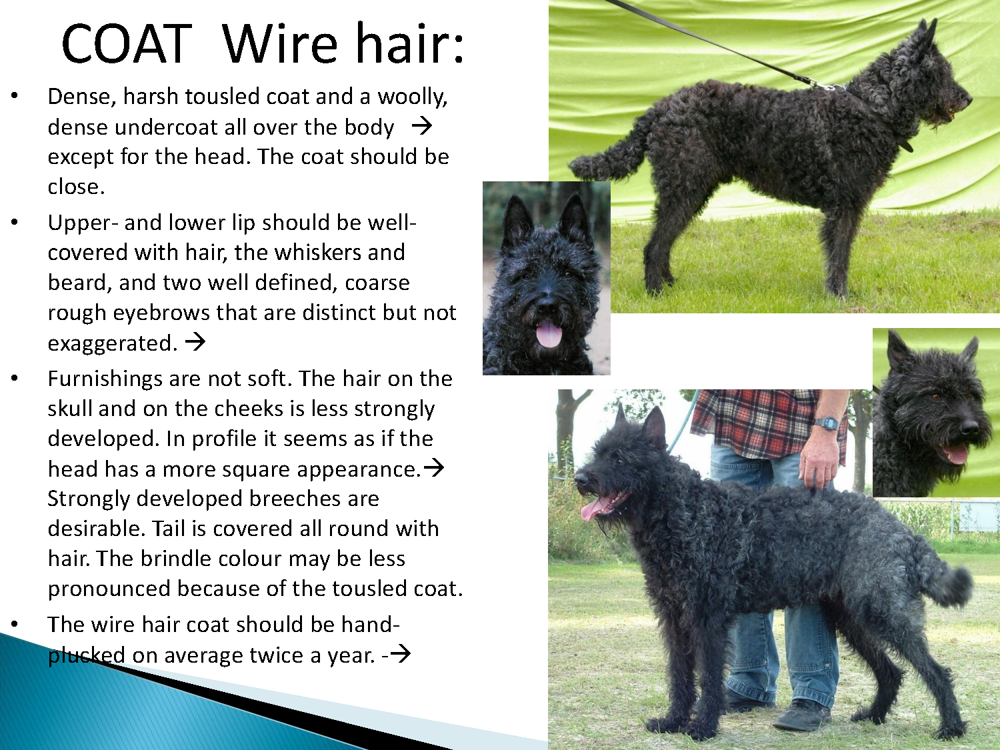 COAT  Wire hair:
• Dense, harsh tousled coat and a woolly,
dense undercoat all over the body →
except for the head. The coat should be
close.
• Upper- and lower lip should be well-
covered with hair, the whiskers and
beard, and two well defined, coarse
rough eyebrows that are distinct but not
exaggerated. →
• Furnishings are not soft. The hair on the
skull and on the cheeks is less strongly
developed. In profile it seems as if the
head has a more square appearance.→
Strongly developed breeches are
desirable. Tail is covered all round with
hair. The brindle colour may be less
pronounced because of the tousled coat.
• The wire hair coat should be hand-
plucked on average twice a year. -→